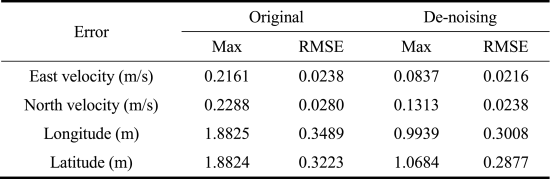 Error Original De-noising
Max RMSE Max RMSE
East velocity (m/s) 0.2161 0.0238 0.0837 0.0216
North velocity (m/s) 0.2288 0.0280 0.1313 0.0238
Longitude (m) 1.8825 0.3489 0.9939 0.3008
Latitude (m) 1.8824 0.3223 1.0684 0.2877